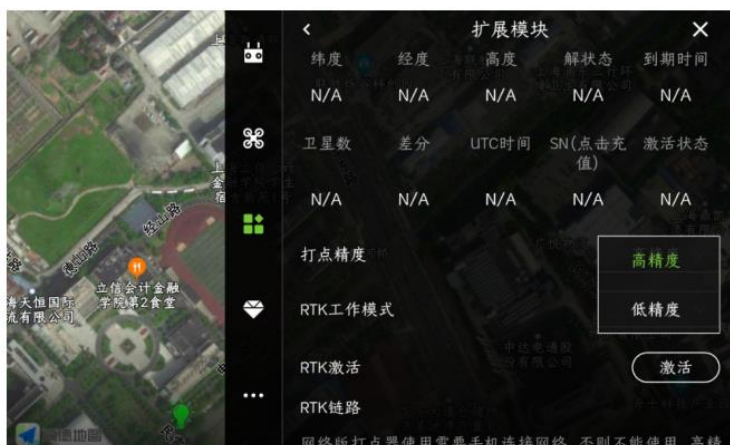 扩展模块
纬度 经度 高度 解状态 到期时间
N/A N/A N/A N/A N/A
卫星数 差分 UTC时间 SN(点击充值) 激活状态
N/A N/A N/A N/A N/A
打点精度
高精度
低精度
RTK工作模式
RTK激活
激活
RTK链路
网络版打点器使用需要手机连接网络，否则不能使用，高精
经山路
德山路
立信会计金融
学院第2食堂
海天恒国际
流有限公司